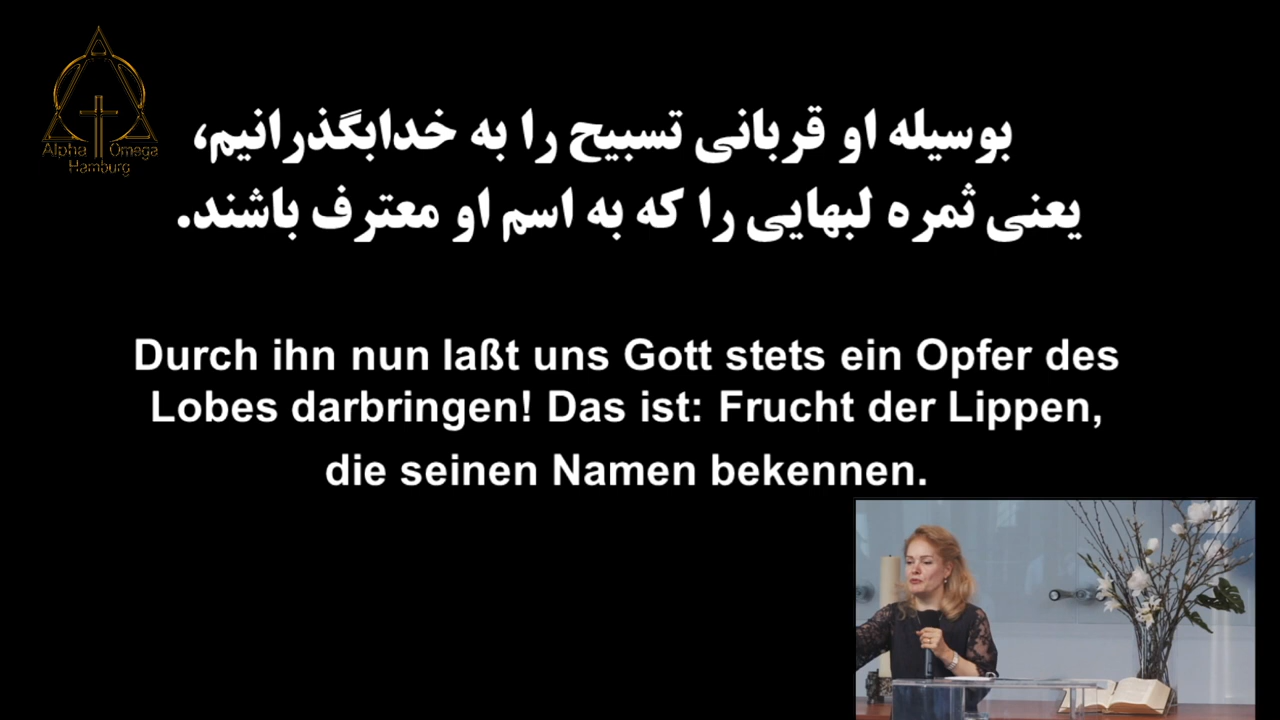 Alpha Omega
Hamburg
بوسیله او قربانی تسبیح را به خدابگذرانیم،
یعنی ثمره لبهایی را که به اسم او معترف باشند.
Durch ihn nun laßt uns Gott stets ein Opfer des
Lobes darbringen! Das ist: Frucht der Lippen,
die seinen Namen bekennen.